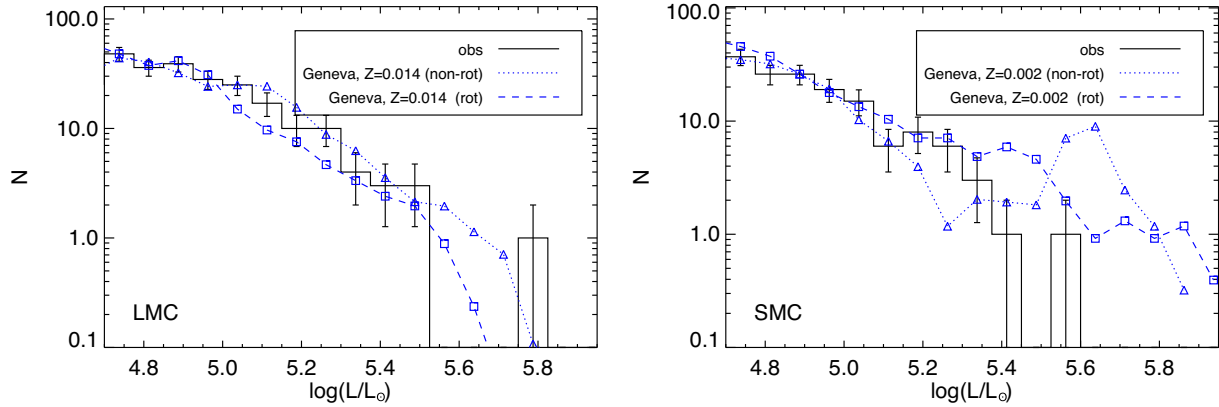 100.0
10.0
1.0
0.1
N
obs
Geneva, Z=0.014 (non-rot)
Geneva, Z=0.014 (rot)
LMC
4.8 5.0 5.2 5.4 5.6 5.8
log(L/L☉)
100.0
10.0
1.0
0.1
N
obs
Geneva, Z=0.002 (non-rot)
Geneva, Z=0.002 (rot)
SMC
4.8 5.0 5.2 5.4 5.6 5.8
log(L/L☉)